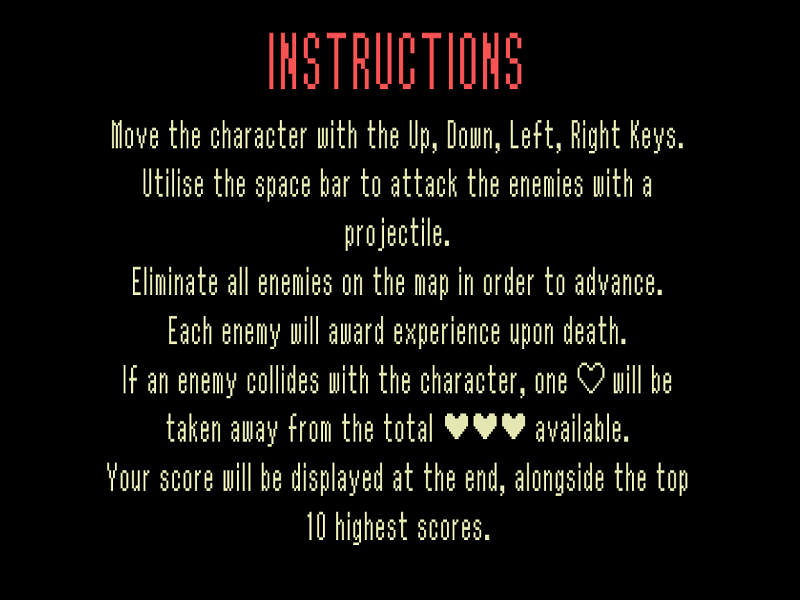 INSTRUCTIONS
Move the character with the Up, Down, Left, Right Keys.
Utilise the space bar to attack the enemies with a
projectile.
Eliminate all enemies on the map in order to advance.
Each enemy will award experience upon death.
If an enemy collides with the character, one ♡ will be
taken away from the total ♥♥♥ available.
Your score will be displayed at the end, alongside the top
10 highest scores.